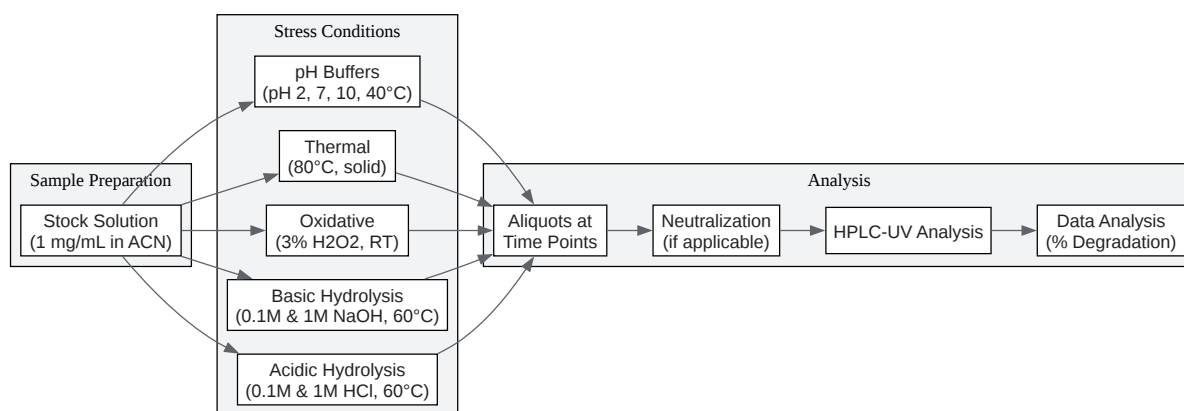 Sample Preparation
Stock Solution
(1 mg/mL in ACN)
Stress Conditions
pH Buffers
(pH 2, 7, 10, 40°C)
Thermal
(80°C, solid)
Oxidative
(3% H2O2, RT)
Basic Hydrolysis
(0.1M & 1M NaOH, 60°C)
Acidic Hydrolysis
(0.1M & 1M HCl, 60°C)
Analysis
Aliquots at
Time Points
Neutralization
(if applicable)
HPLC-UV Analysis
Data Analysis
(% Degradation)